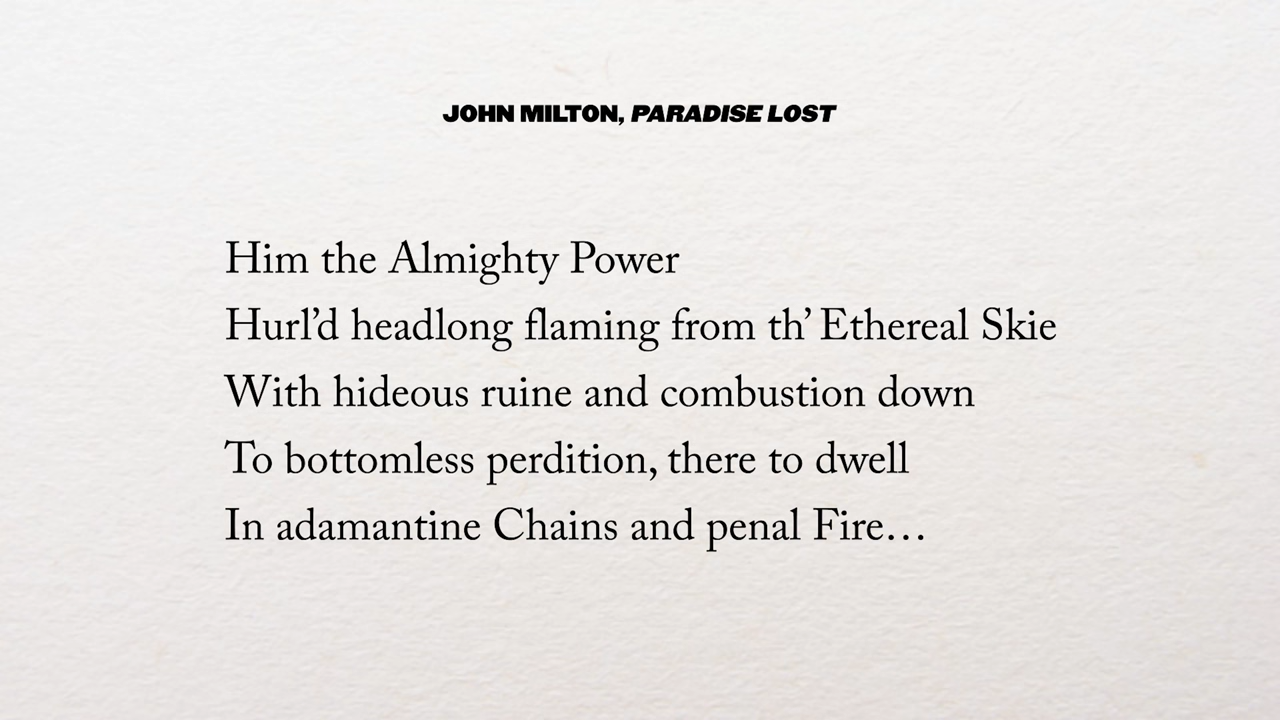 JOHN MILTON, PARADISE LOST
Him the Almighty Power
Hurl’d headlong flaming from th’ Ethereal Skie
With hideous ruine and combustion down
To bottomless perdition, there to dwell
In adamantine Chains and penal Fire…